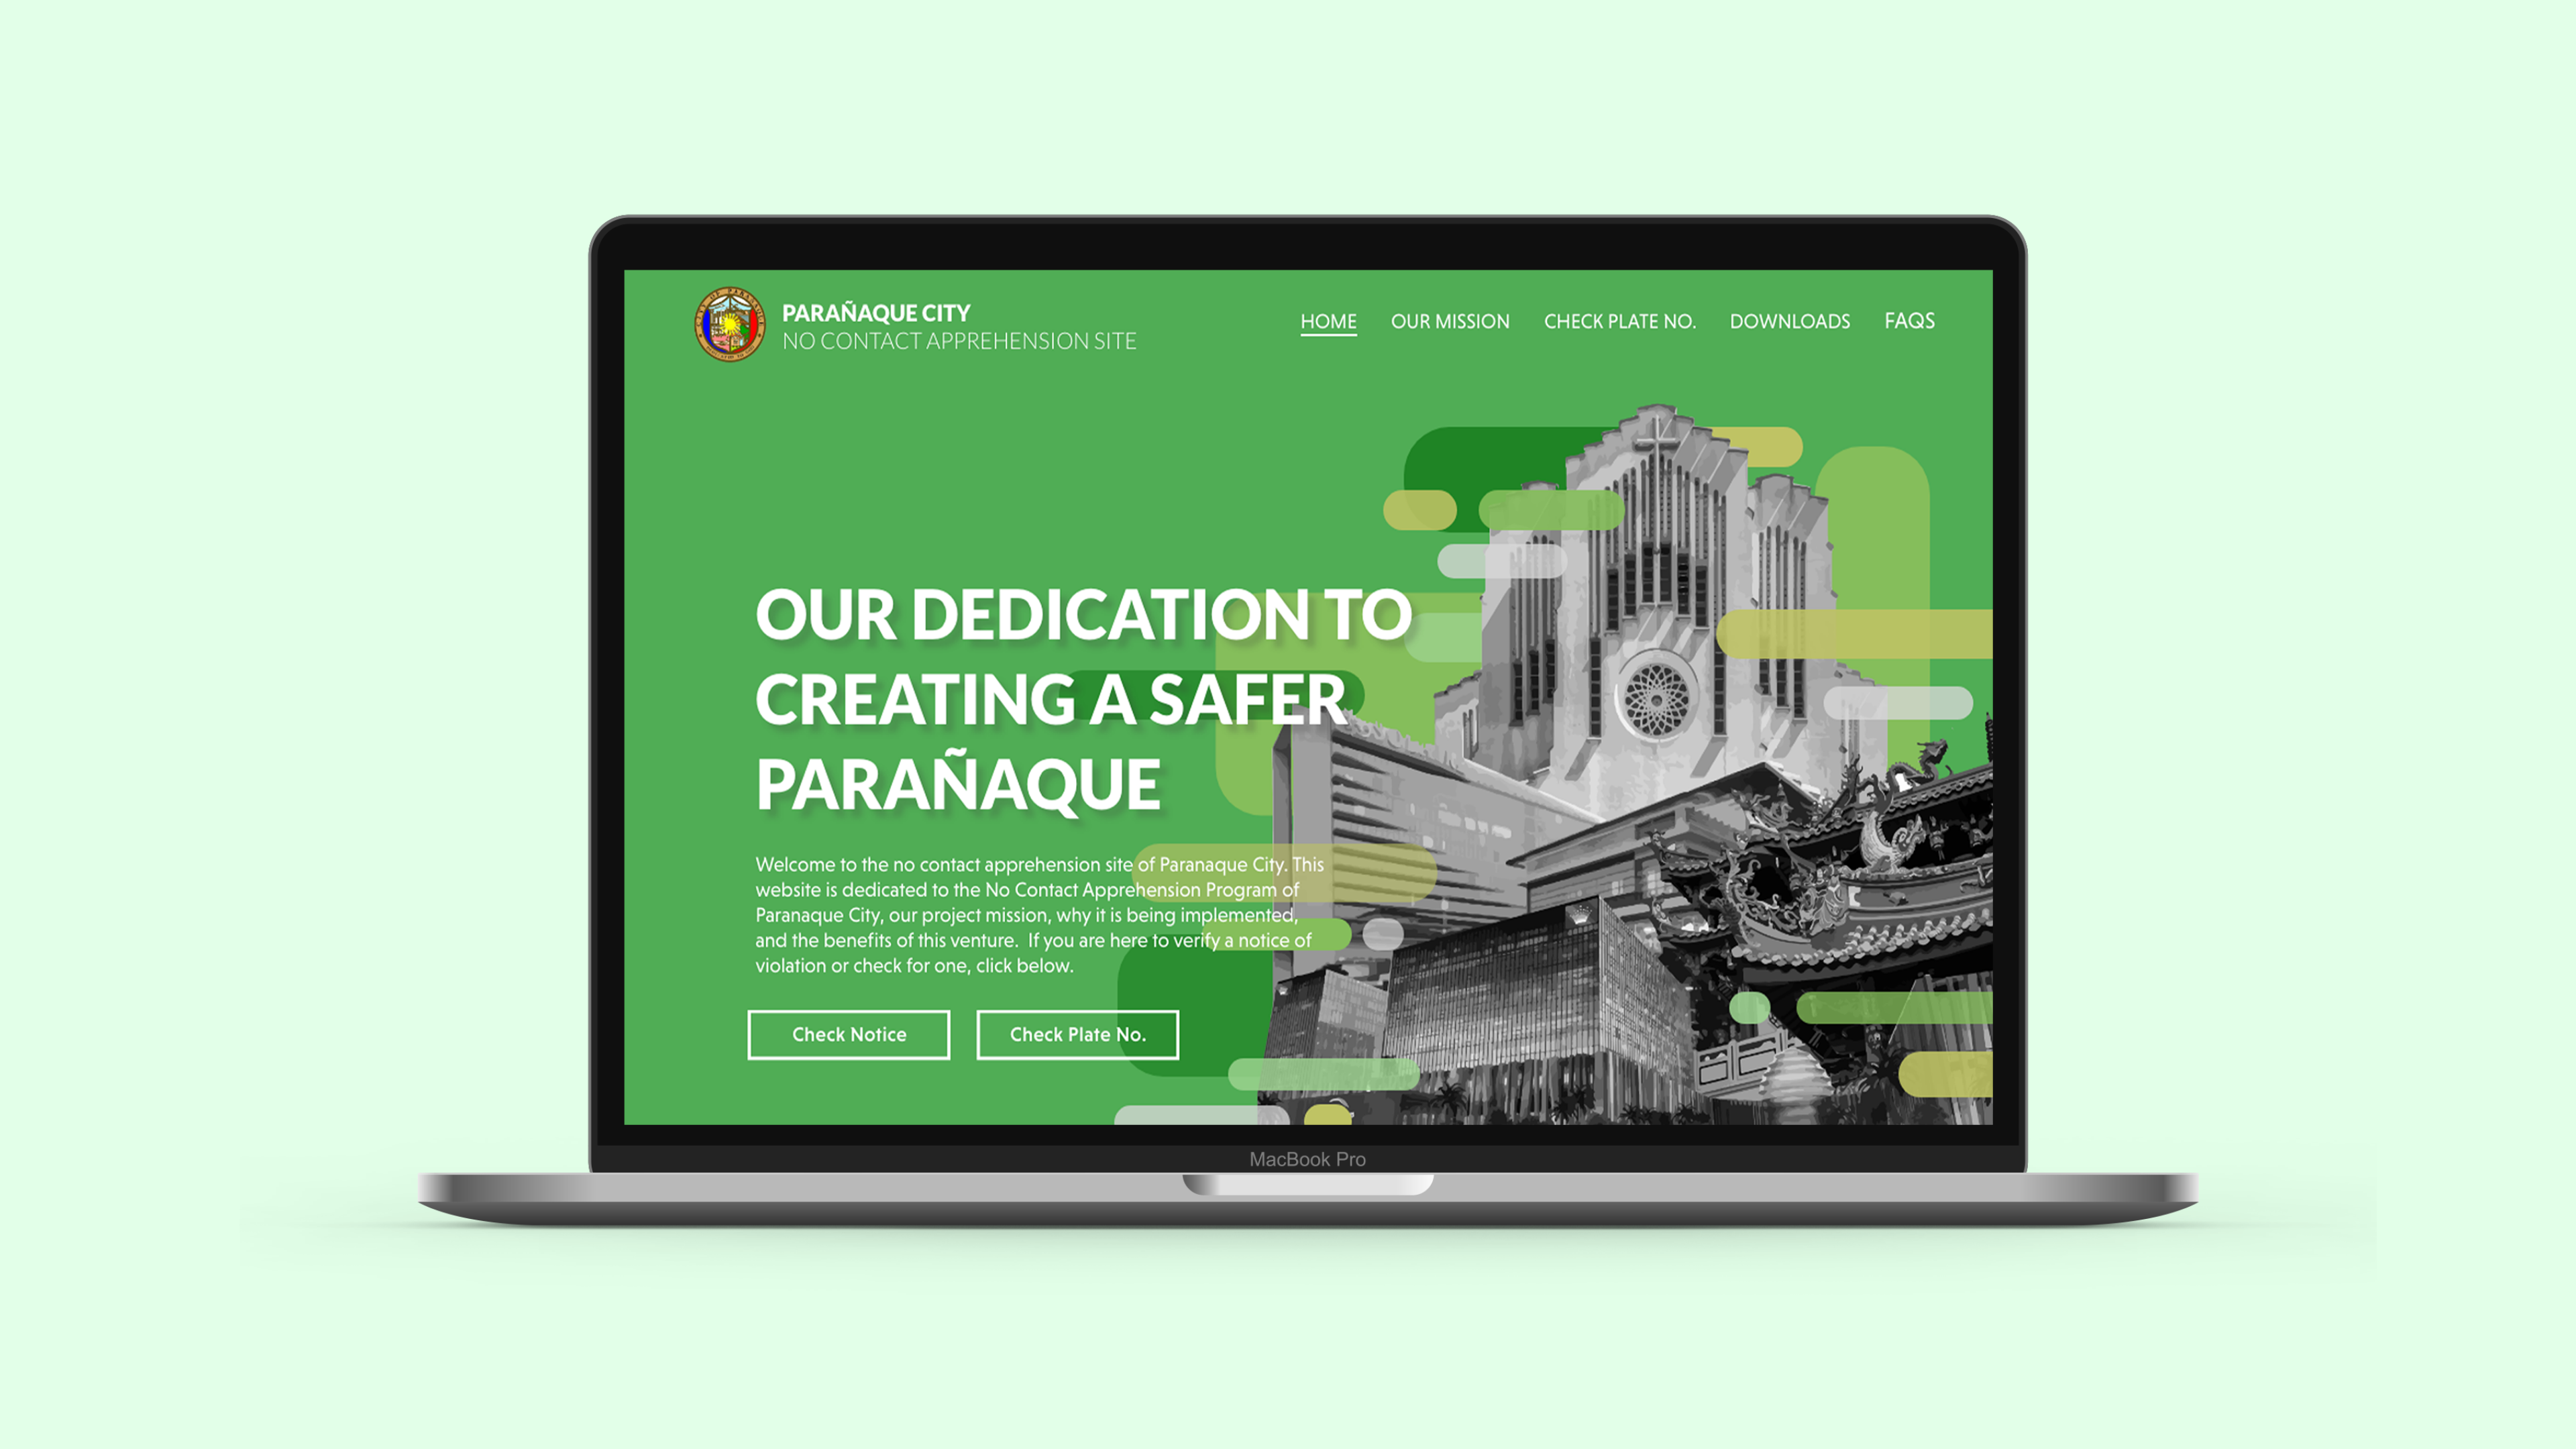 PARAÑAQUE CITY
NO CONTACT APPREHENSION SITE
HOME
OUR MISSION
CHECK PLATE NO.
DOWNLOADS
FAQS
OUR DEDICATION TO
CREATING A SAFER
PARAÑAQUE
Welcome to the no contact apprehension site of Paranaque City. This
website is dedicated to the No Contact Apprehension Program of
Paranaque City, our project mission, why it is being implemented,
and the benefits of this venture.  If you are here to verify a notice of
violation or check for one, click below.
Check Notice
Check Plate No.
MacBook Pro